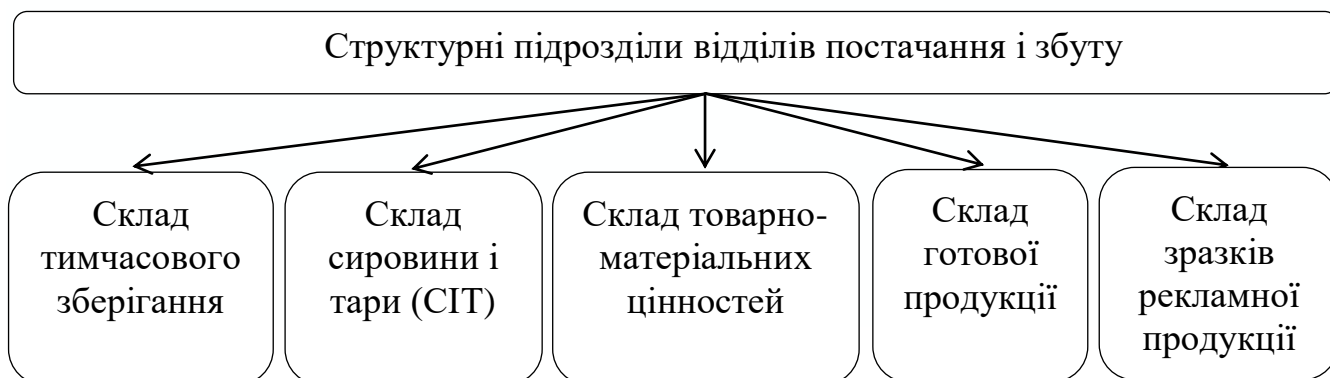 Структурні підрозділи відділів постачання і збуту
Склад
тимчасового
зберігання
Склад
сировини і
тари (СІТ)
Склад товарно-
матеріальних
цінностей
Склад
готової
продукції
Склад
зразків
рекламної
продукції